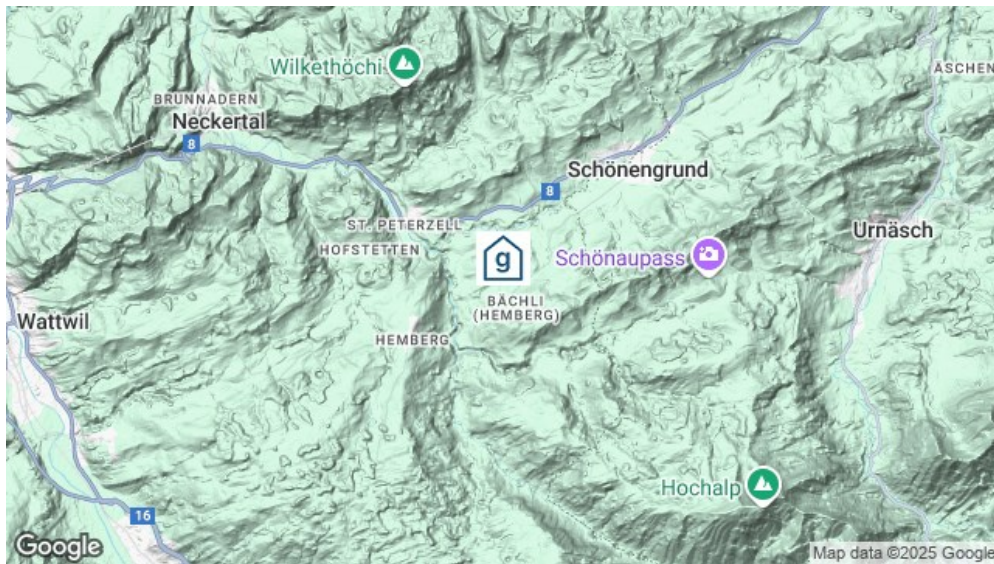 Wilkethöchi
ÄSCHEN
BRUNNADERN
Neckertal
8
Schönengrund
8
ST. PETERZELL
HOFSTETTEN
Urnäsch
g
Schönaupass
BÄCHLI
(HEMBERG)
Wattwil
HEMBERG
Hochalp
16
Google
Map data ©2025 Google